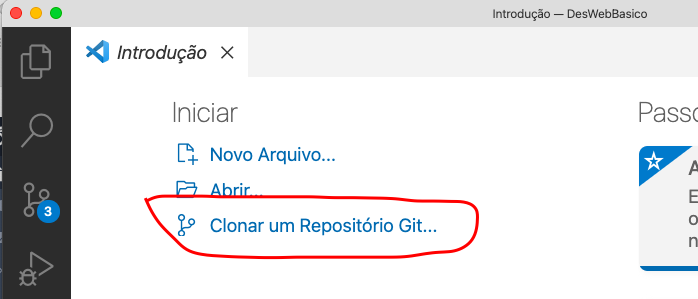 Introdução — DesWebBasico
Introdução
Iniciar
Passo
Novo Arquivo...
Abrir...
Clonar um Repositório Git...
A
E
o
n
3